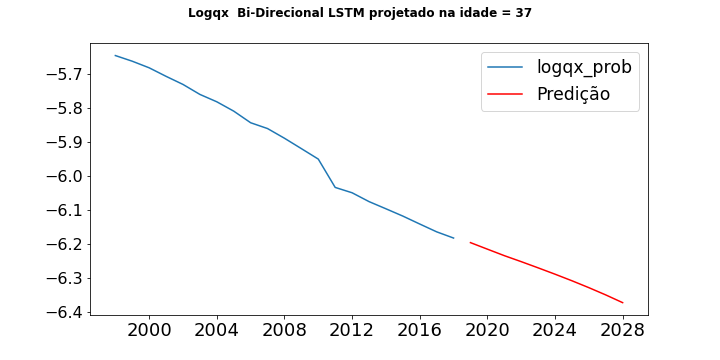 Logqx  Bi-Direcional LSTM projetado na idade = 37
logqx_prob
Predição
−5.7
−5.8
−5.9
−6.0
−6.1
−6.2
−6.3
−6.4
2000 2004 2008 2012 2016 2020 2024 2028